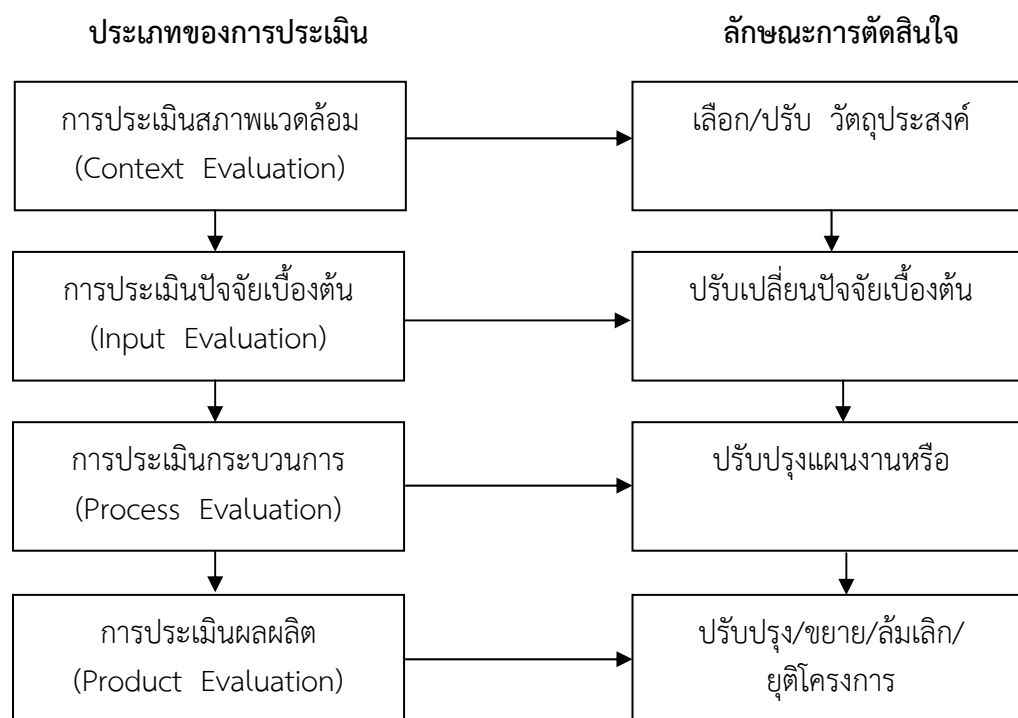 ประเภทของการประเมิน
ลักษณะการตัดสินใจ
การประเมินสภาพแวดล้อม
(Context Evaluation)
เลือก/ปรับ วัตถุประสงค์
การประเมินปัจจัยเบื้องต้น
(Input Evaluation)
ปรับเปลี่ยนปัจจัยเบื้องต้น
การประเมินกระบวนการ
(Process Evaluation)
ปรับปรุงแผนงานหรือ
การประเมินผลผลิต
(Product Evaluation)
ปรับปรุง/ขยาย/ล้มเลิก/
ยุติโครงการ